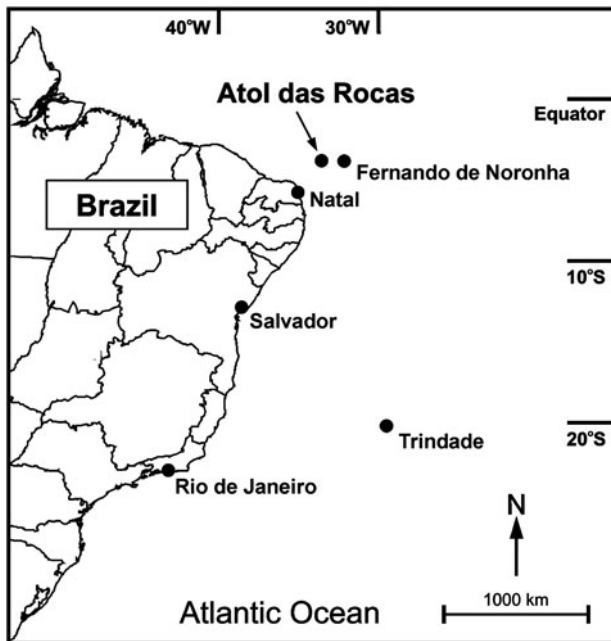 40°W
30°W
Atol das Rocas
Equator
Fernando de Noronha
Natal
Brazil
10°S
Salvador
Trindade
20°S
Rio de Janeiro
N
1000 km
Atlantic Ocean